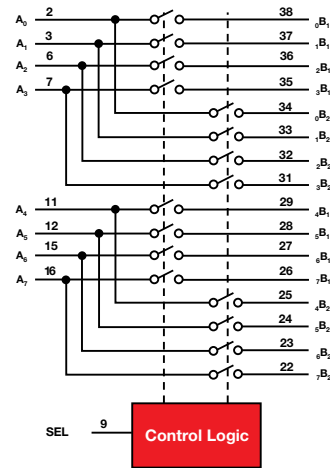 A0 2 38 0B1
A1 3 37 1B1
A2 6 36 2B1
A3 7 35 3B1
34 0B2
33 1B2
32 2B2
31 3B2
A4 11 29 4B1
A5 12 28 5B1
A6 15 27 6B1
A7 16 26 7B1
25 4B2
24 5B2
23 6B2
22 7B2
SEL 9 Control Logic